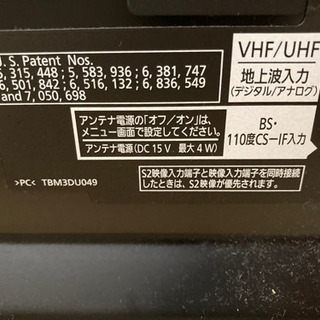 U. S. Patent Nos.
6, 315, 448 ; 5, 583, 936 ; 6, 381, 747
6, 501, 842 ; 6, 516, 132 ; 6, 836, 549
and 7, 050, 698
VHF/UHF
地上波入力
(デジタル/アナログ)
アンテナ電源の「オフ/オン」は、
メニュー画面で設定してください。
アンテナ電源(DC 15 V 最大 4 W)
BS・
110度CS-IF入力
>PC< TBM3DU049
S2映像入力端子と映像入力端子を同時接続
したときは、S2映像が優先されます。